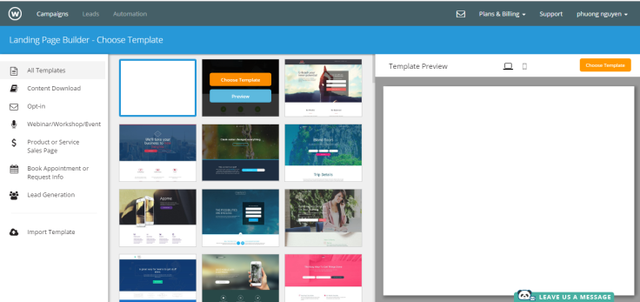 Campaigns Leads Automation Plans & Billing Support phuong nguyen
Landing Page Builder - Choose Template
All Templates
Content Download
Opt-in
Webinar/Workshop/Event
Product or Service
Sales Page
Book Appointment or
Request Info
Lead Generation
Import Template
Choose Template
Preview
Template Preview
Choose Template
LEAVE US A MESSAGE